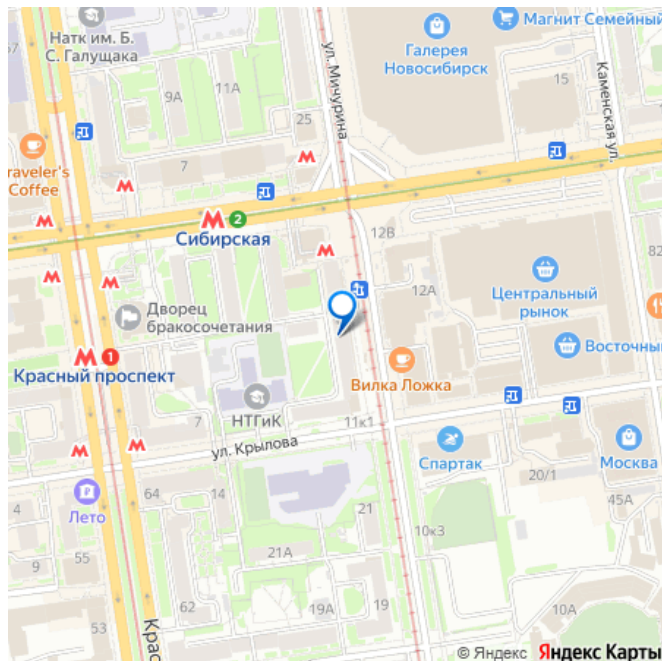 Натк им. Б.
С. Галущака
9А
11А
25
7
ул. Мичурина
Галерея
Новосибирск
Магнит Семейный
15
Каменская ул.
raveler's
Coffee
2
Сибирская
12В
82
12А
Центральный
рынок
Дворец
бракосочетания
1
Красный проспект
Восточный
Вилка Ложка
7
НТГиК
11к1
ул. Крылова
Спартак
20/1
Москва
45А
64
14
4
Лето
9
55
53
62
21А
21
19А
19
10к3
10А
Крас
© Яндекс Яндекс Карты